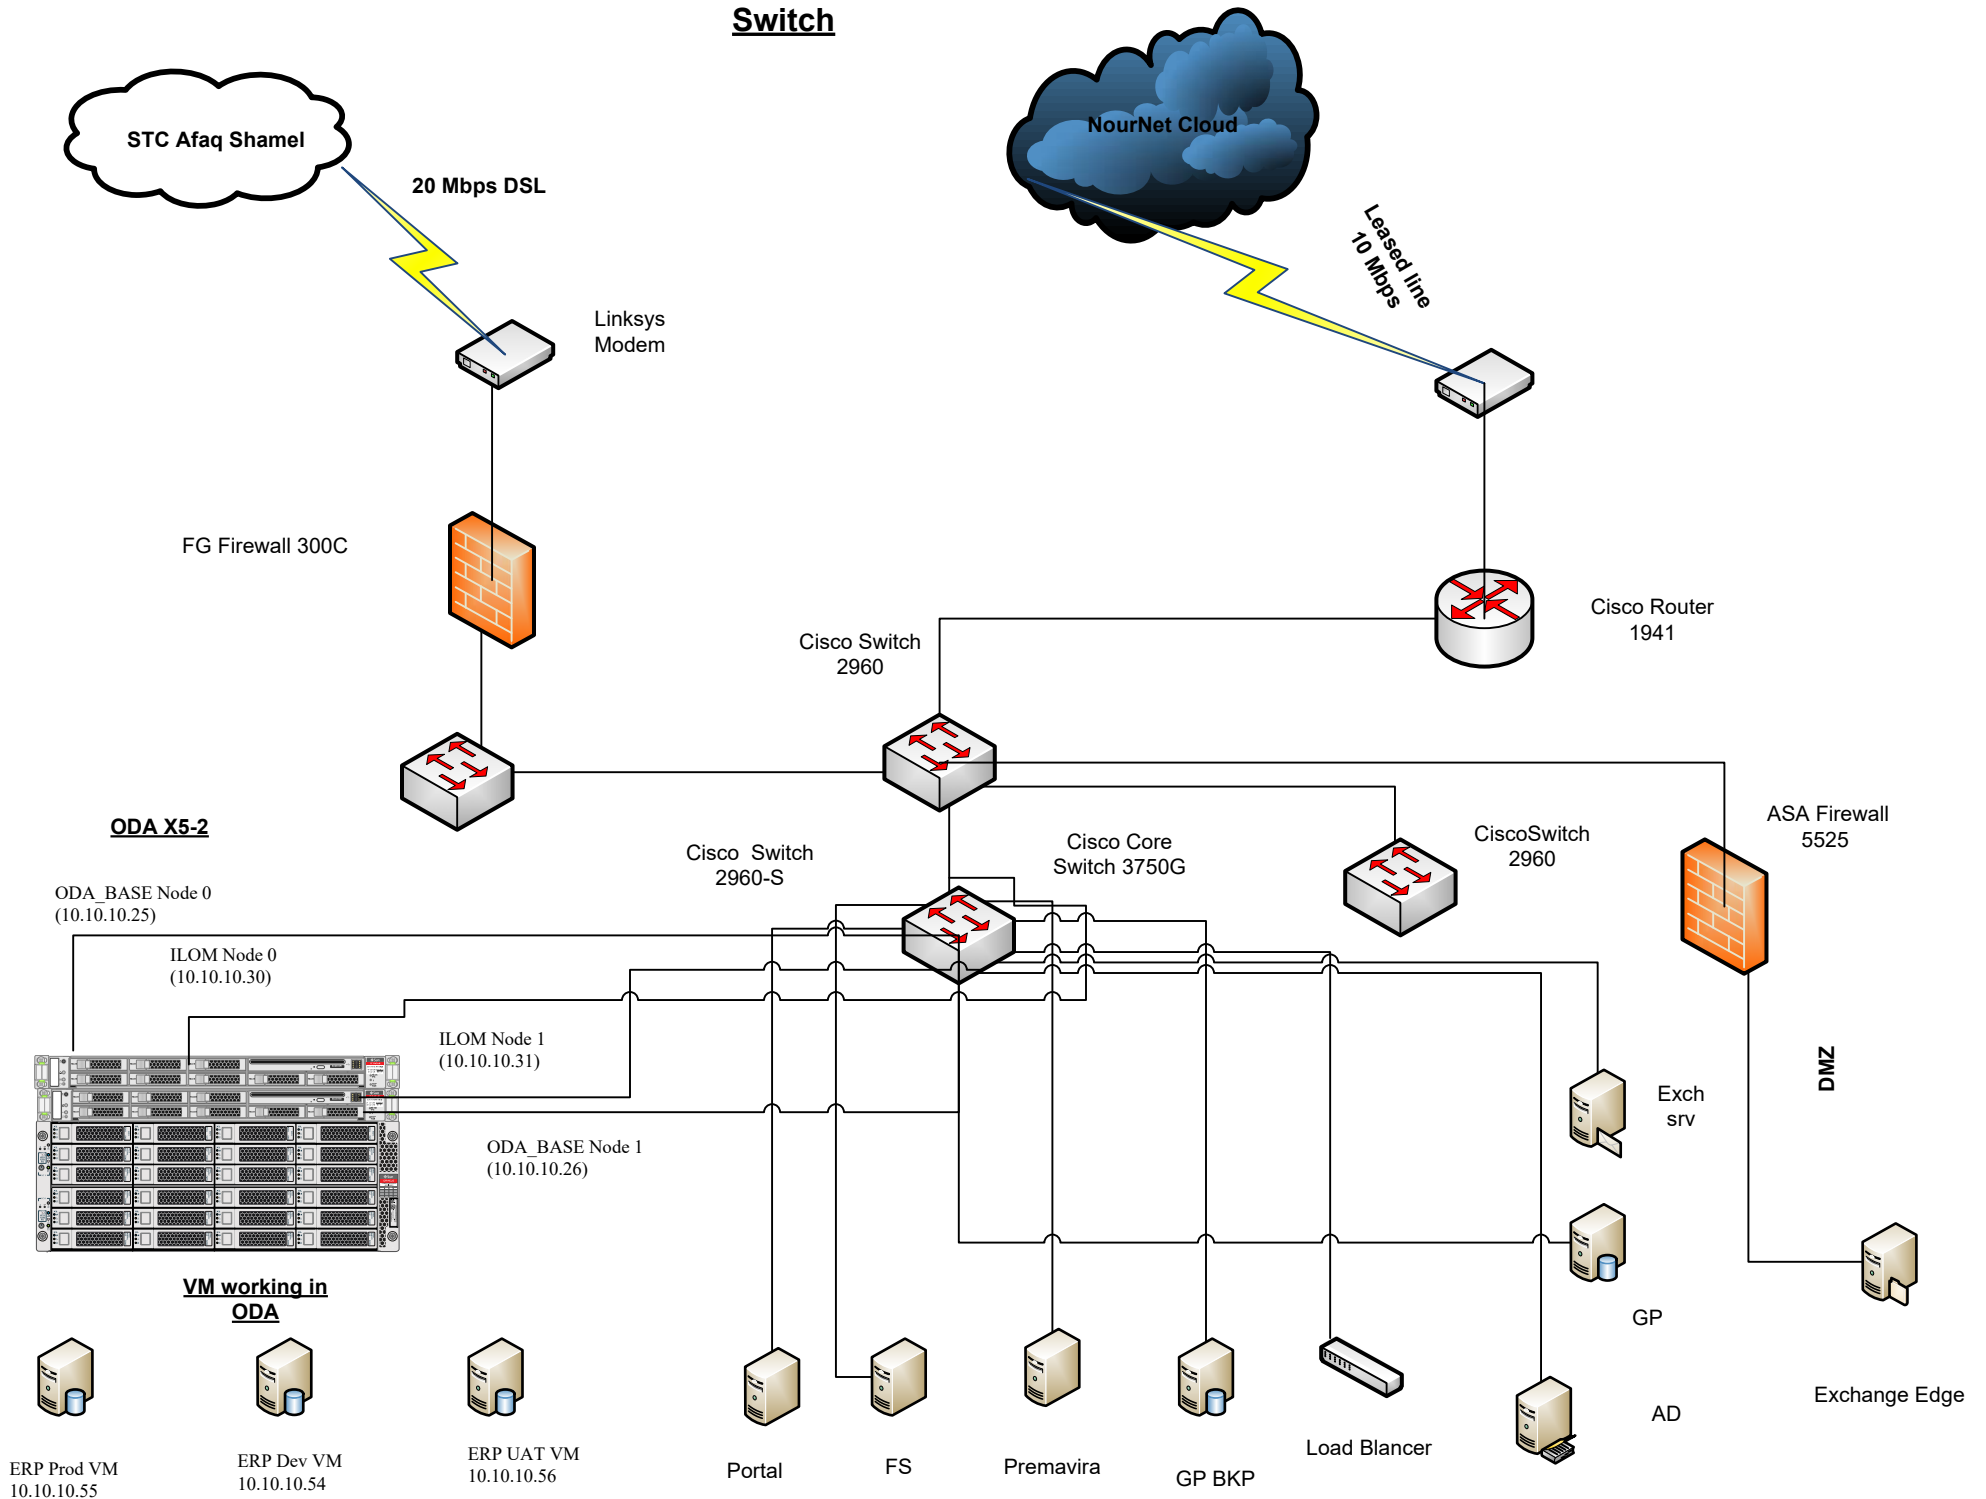 Switch
STC Afaq Shamel
20 Mbps DSL
NourNet Cloud
Leased line
10 Mbps
Linksys
Modem
FG Firewall 300C
Cisco Switch
2960
Cisco Router
1941
ODA X5-2
Cisco Switch
2960-S
Cisco Core
Switch 3750G
CiscoSwitch
2960
ASA Firewall
5525
ODA_BASE Node 0
(10.10.10.25)
ILOM Node 0
(10.10.10.30)
ILOM Node 1
(10.10.10.31)
ODA_BASE Node 1
(10.10.10.26)
DMZ
Exch
srv
VM working in
ODA
GP
Exchange Edge
AD
ERP Prod VM
10.10.10.55
ERP Dev VM
10.10.10.54
ERP UAT VM
10.10.10.56
Portal
FS
Premavira
GP BKP
Load Blancer